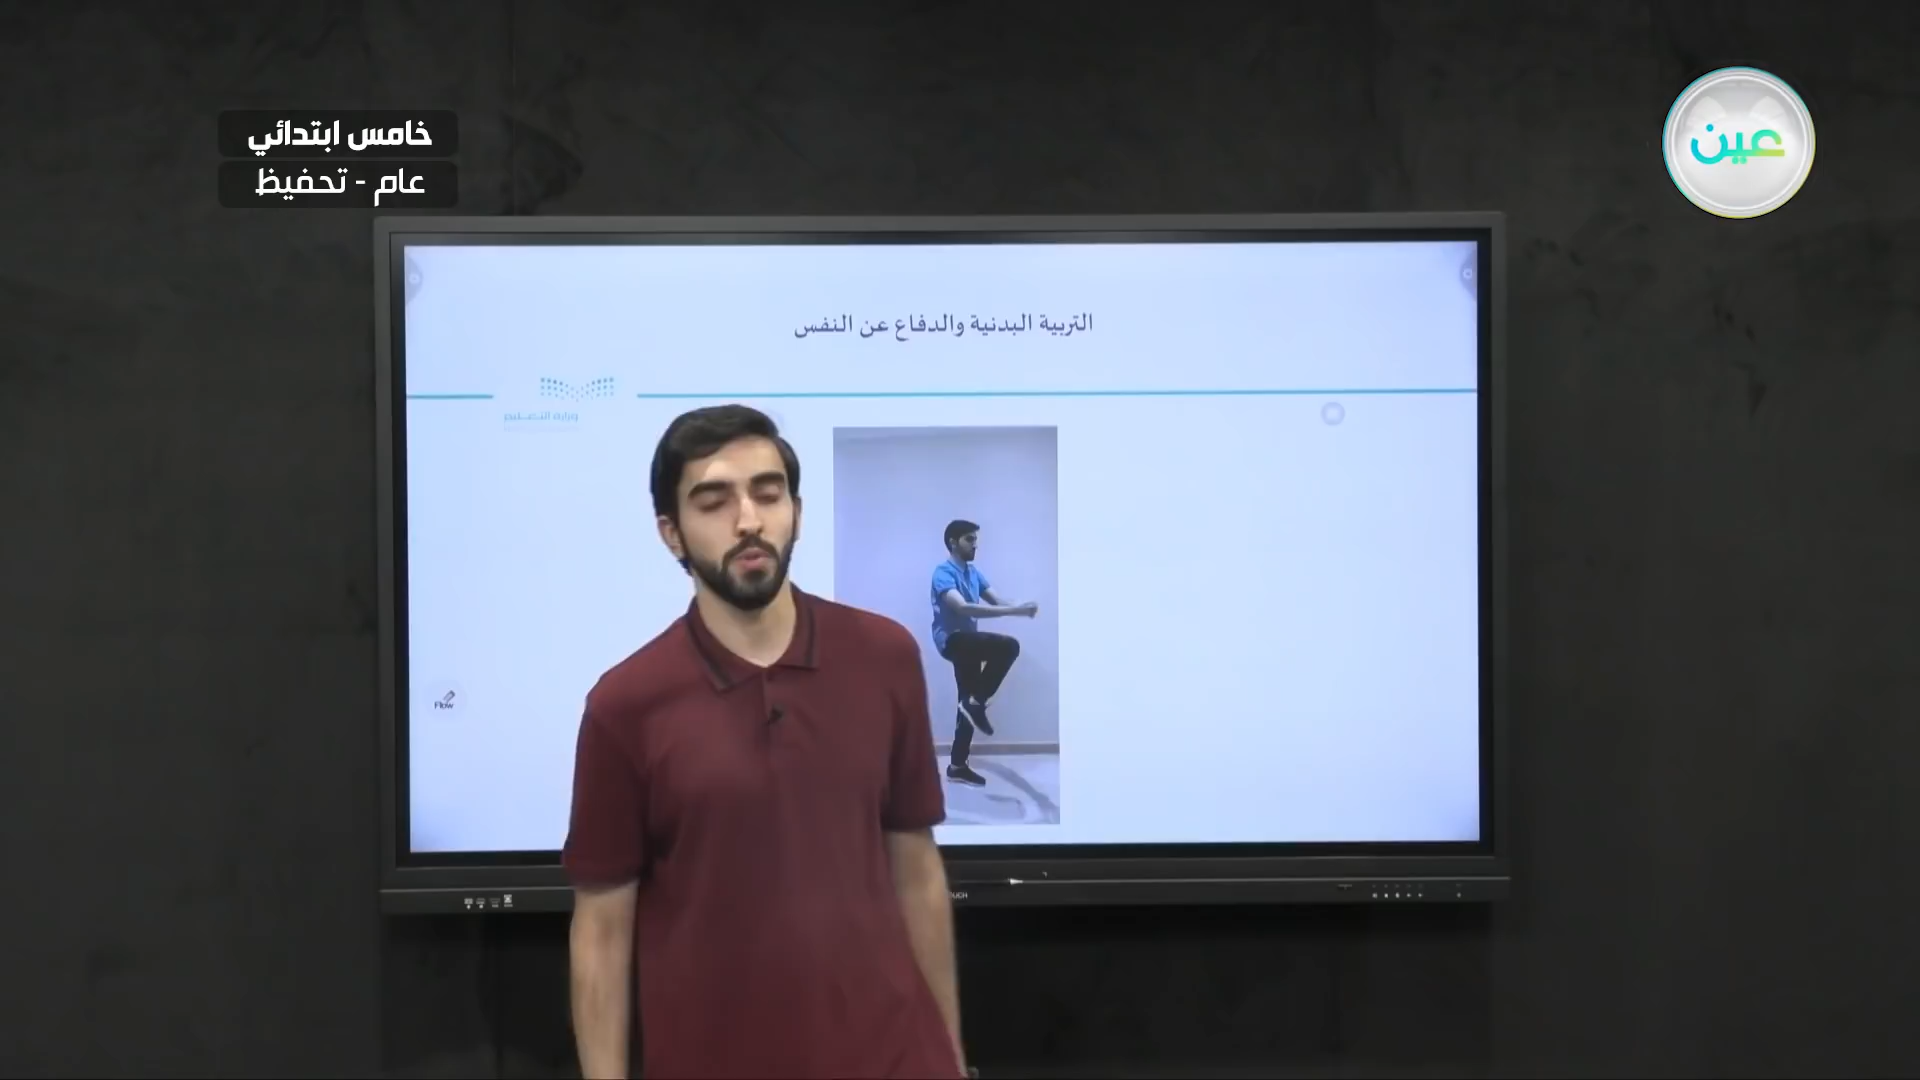 خامس ابتدائي
عام - تحفيظ
عين
التربية البدنية والدفاع عن النفس
وزارة التعليم
Flow